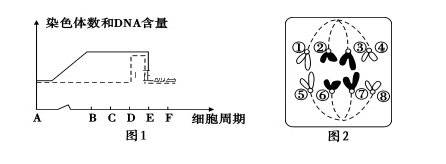 染色体数和DNA含量
A B C D E F 细胞周期
图1
① ② ③ ④
⑤ ⑥ ⑦ ⑧
图2